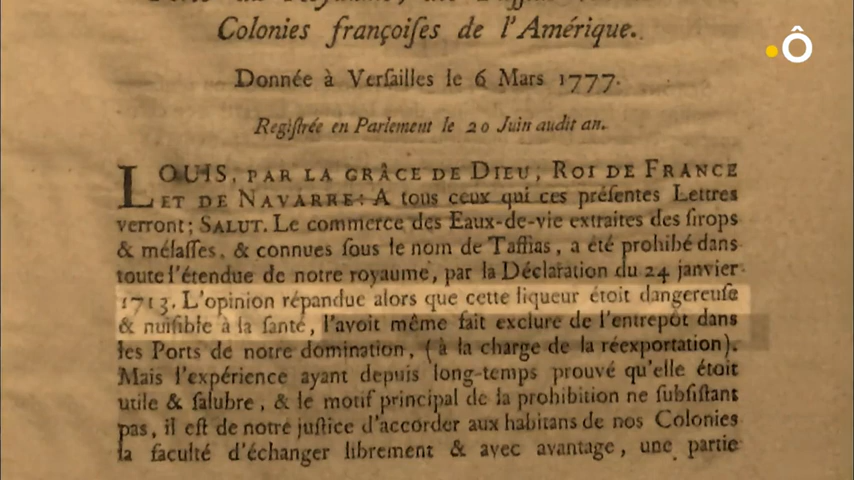 Colonies françoiſes de l'Amérique.
Ô
Donnée à Verſailles le 6 Mars 1777.
Regiſtrée en Parlement le 20 Juin audit an.
LOUIS, PAR LA GRÂCE DE DIEU, ROI DE FRANCE
ET DE NAVARRE: A tous ceux qui ces préſentes Lettres
verront; SALUT. Le commerce des Eaux-de-vie extraites des ſirops
& mélaſſes, & connues ſous le nom de Taffias, a été prohibé dans
toute l'étendue de notre royaume, par la Déclaration du 24 janvier
1713. L'opinion répandue alors que cette liqueur étoit dangereuſe
& nuiſible à la ſanté, l'avoit même fait exclure de l'entrepôt dans
les Ports de notre domination, (à la charge de la réexportation).
Mais l'expérience ayant depuis long-temps prouvé qu'elle étoit
utile & ſalubre, & le motif principal de la prohibition ne ſubſiſtant
pas, il eſt de notre juſtice d'accorder aux habitans de nos Colonies
la faculté d'échanger librement & avec avantage, une partie